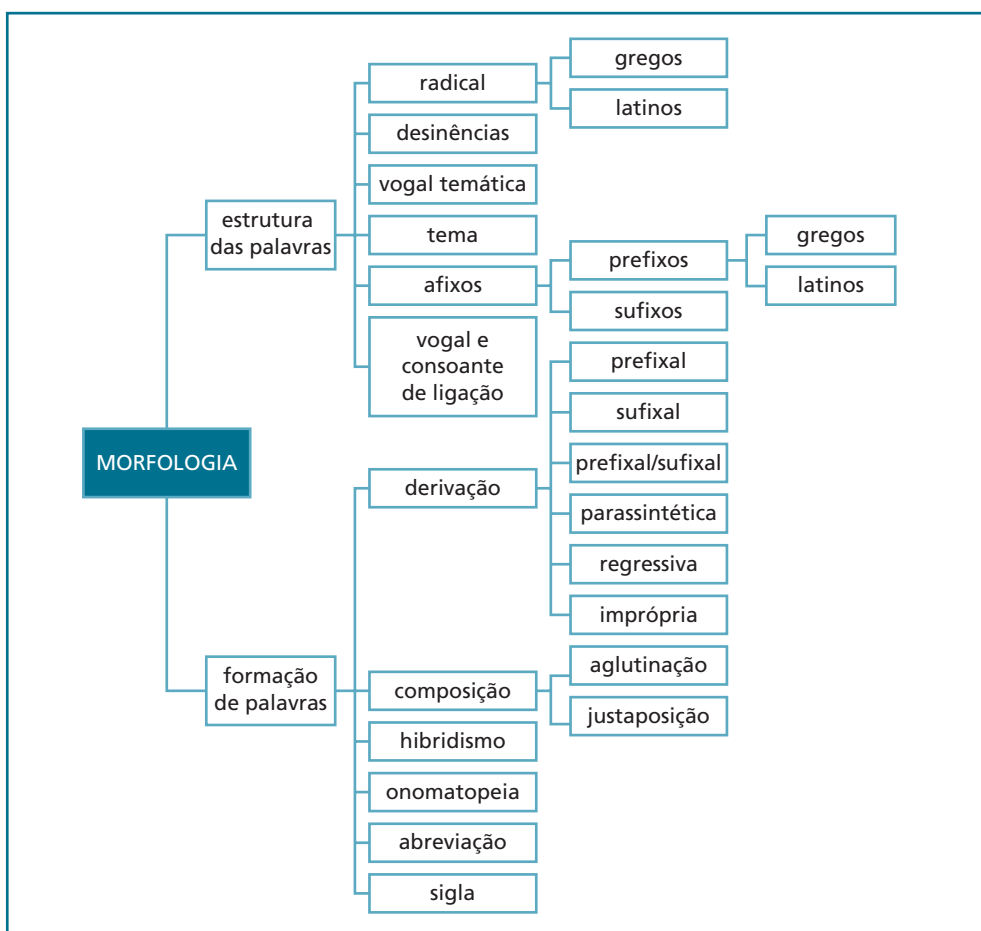 MORFOLOGIA
estrutura
das palavras
radical
gregos
latinos
desinências
vogal temática
tema
afixos
prefixos
gregos
latinos
sufixos
vogal e
consoante
de ligação
formação
de palavras
derivação
prefixal
sufixal
prefixal/sufixal
parassintética
regressiva
imprópria
composição
aglutinação
justaposição
hibridismo
onomatopeia
abreviação
sigla